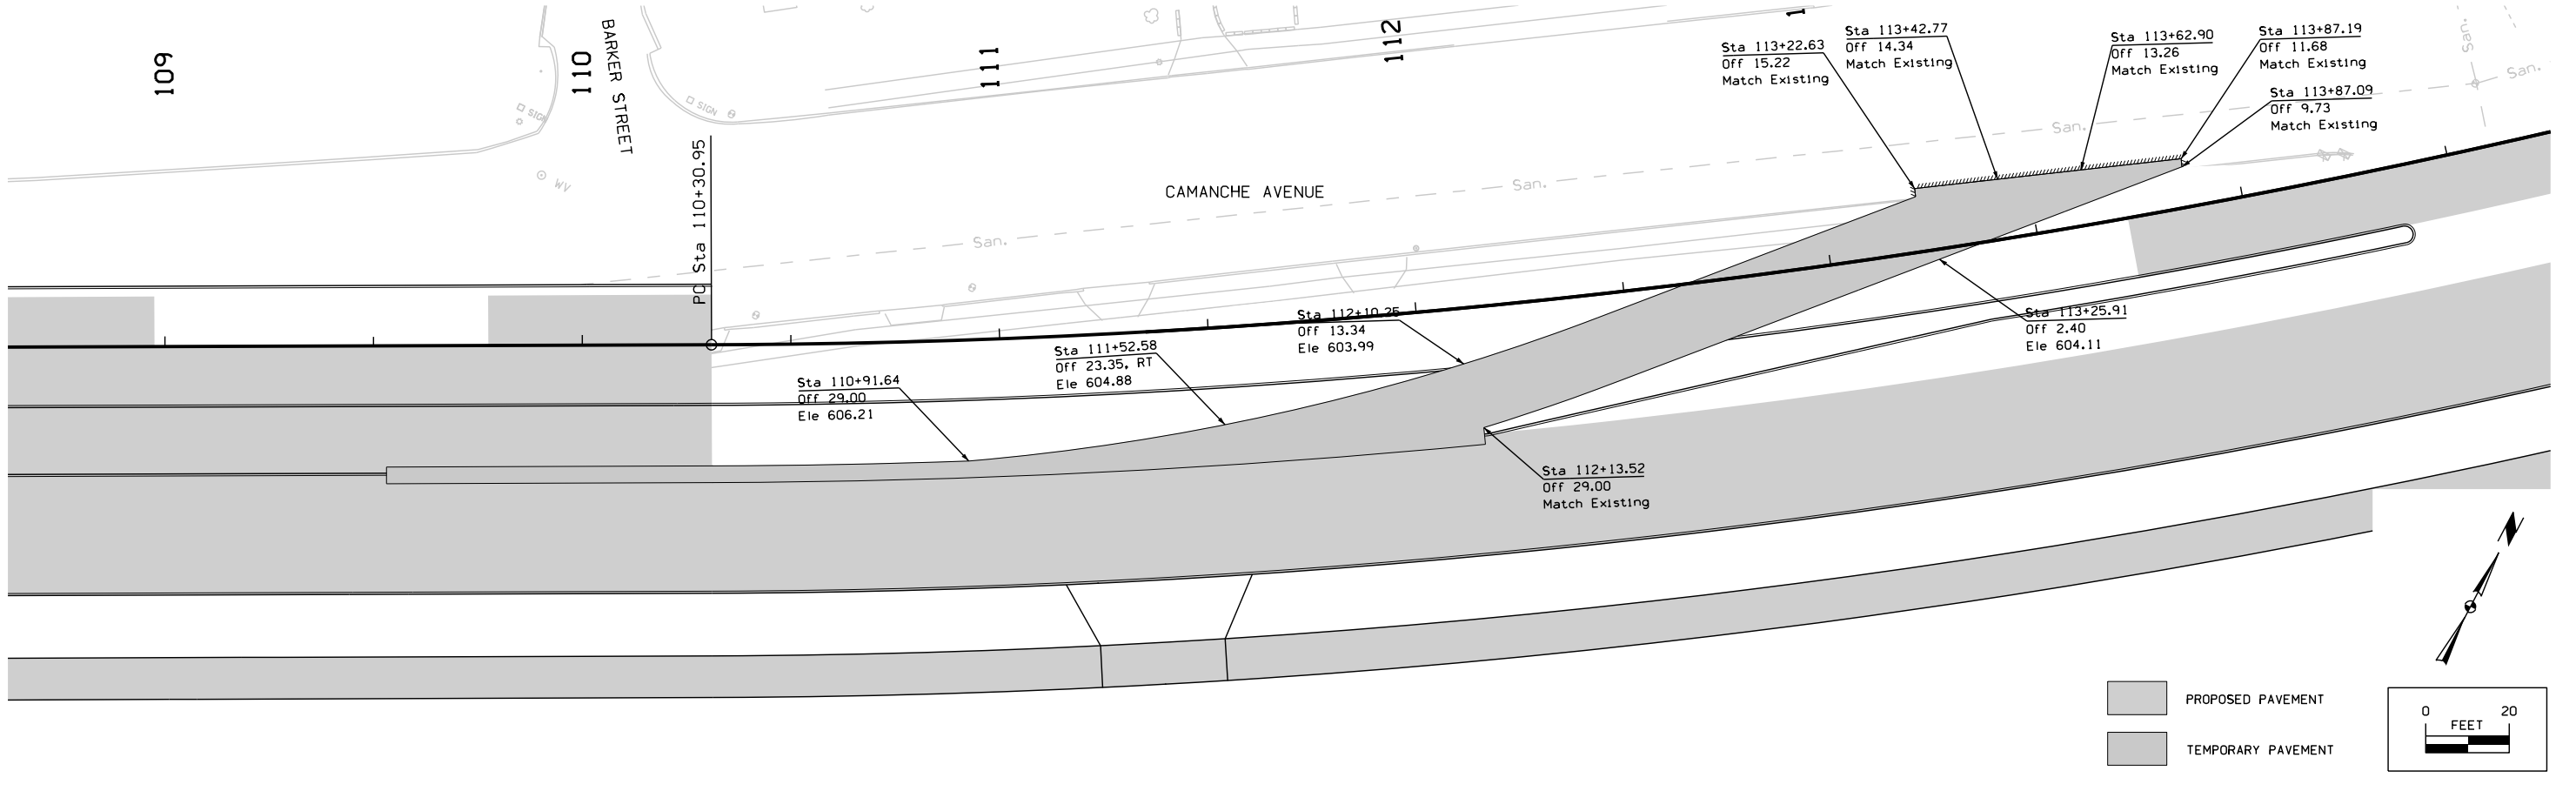 109
110
BARKER STREET
111
112
1
SIGN
SIGN
WV
PC Sta 110+30.95
CAMANCHE AVENUE
San.
San.
San.
San.
San.
Sta 113+22.63
Off 15.22
Match Existing
Sta 113+42.77
Off 14.34
Match Existing
Sta 113+62.90
Off 13.26
Match Existing
Sta 113+87.19
Off 11.68
Match Existing
Sta 113+87.09
Off 9.73
Match Existing
Sta 112+10.25
Off 13.34
Ele 603.99
Sta 113+25.91
Off 2.40
Ele 604.11
Sta 111+52.58
Off 23.35, RT
Ele 604.88
Sta 110+91.64
Off 29.00
Ele 606.21
Sta 112+13.52
Off 29.00
Match Existing
PROPOSED PAVEMENT
TEMPORARY PAVEMENT
0 20
FEET